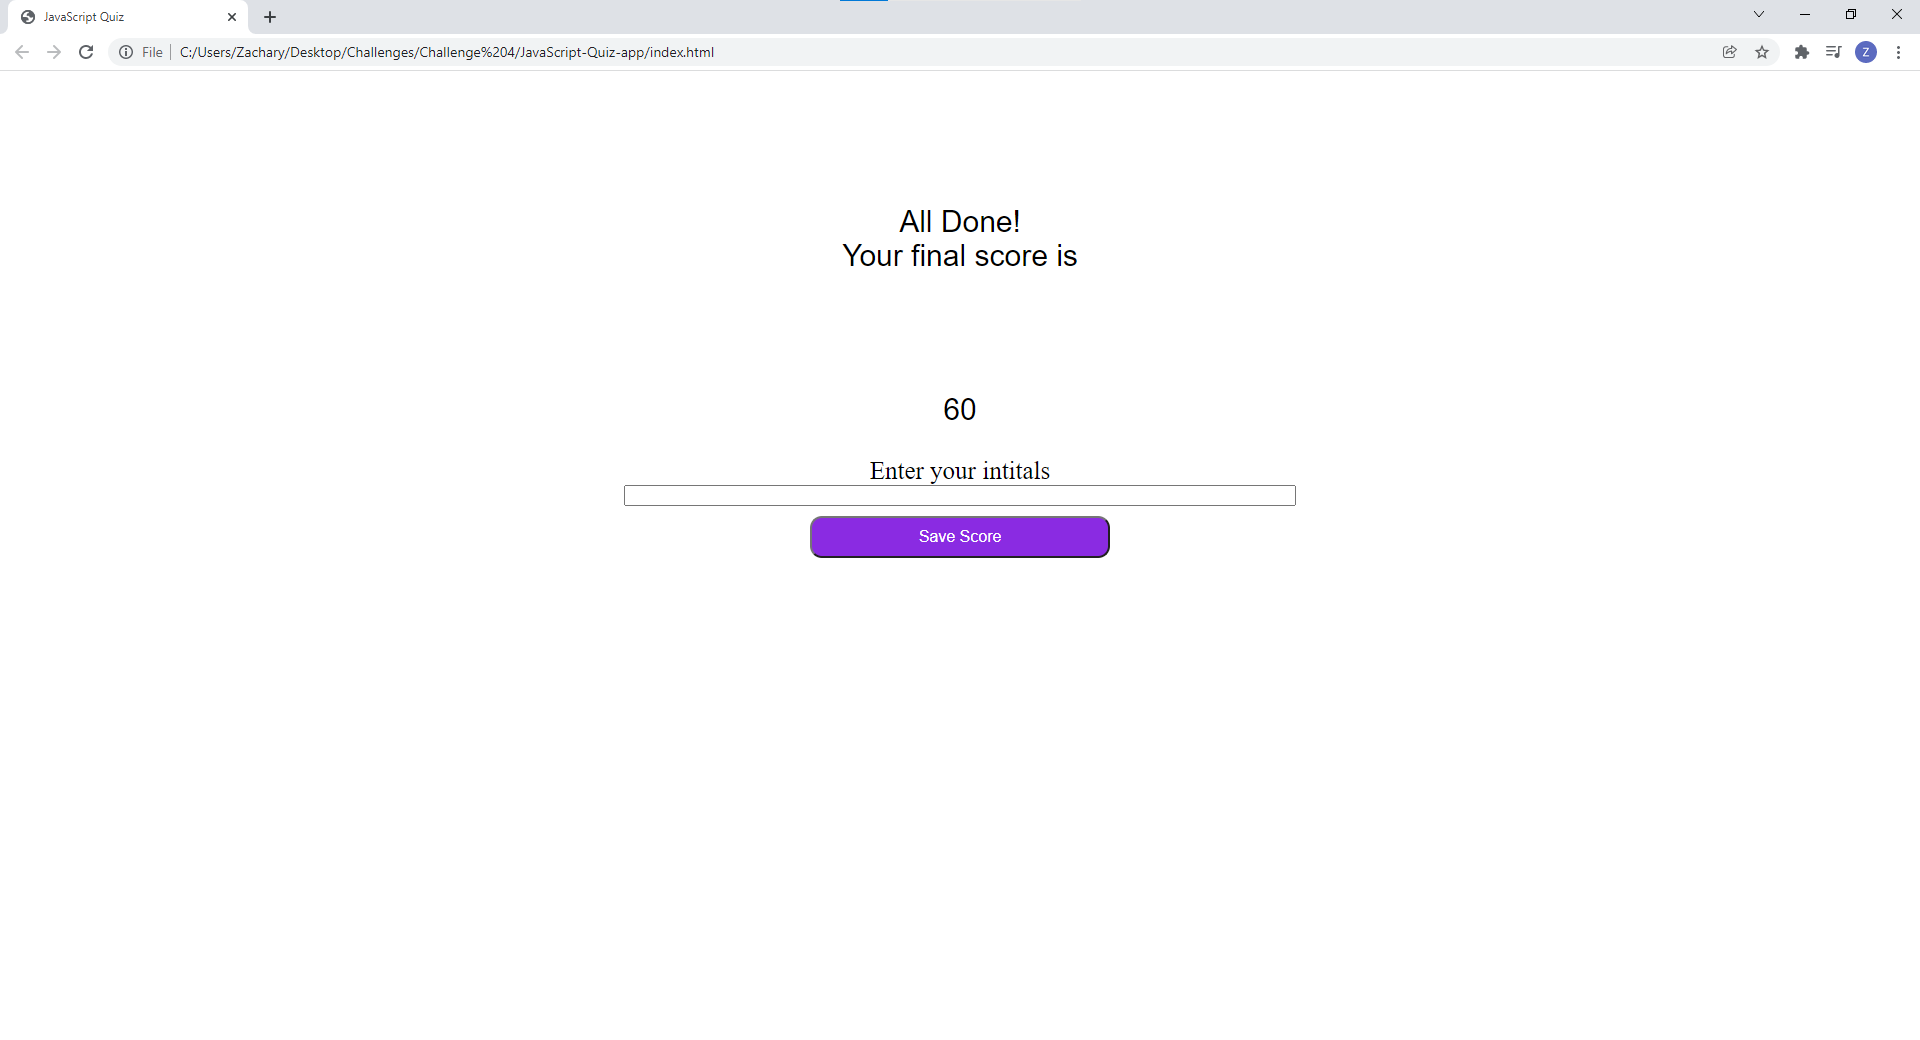 JavaScript Quiz
File C:/Users/Zachary/Desktop/Challenges/Challenge%204/JavaScript-Quiz-app/index.html
Z
All Done!
Your final score is
60
Enter your intitals
Save Score